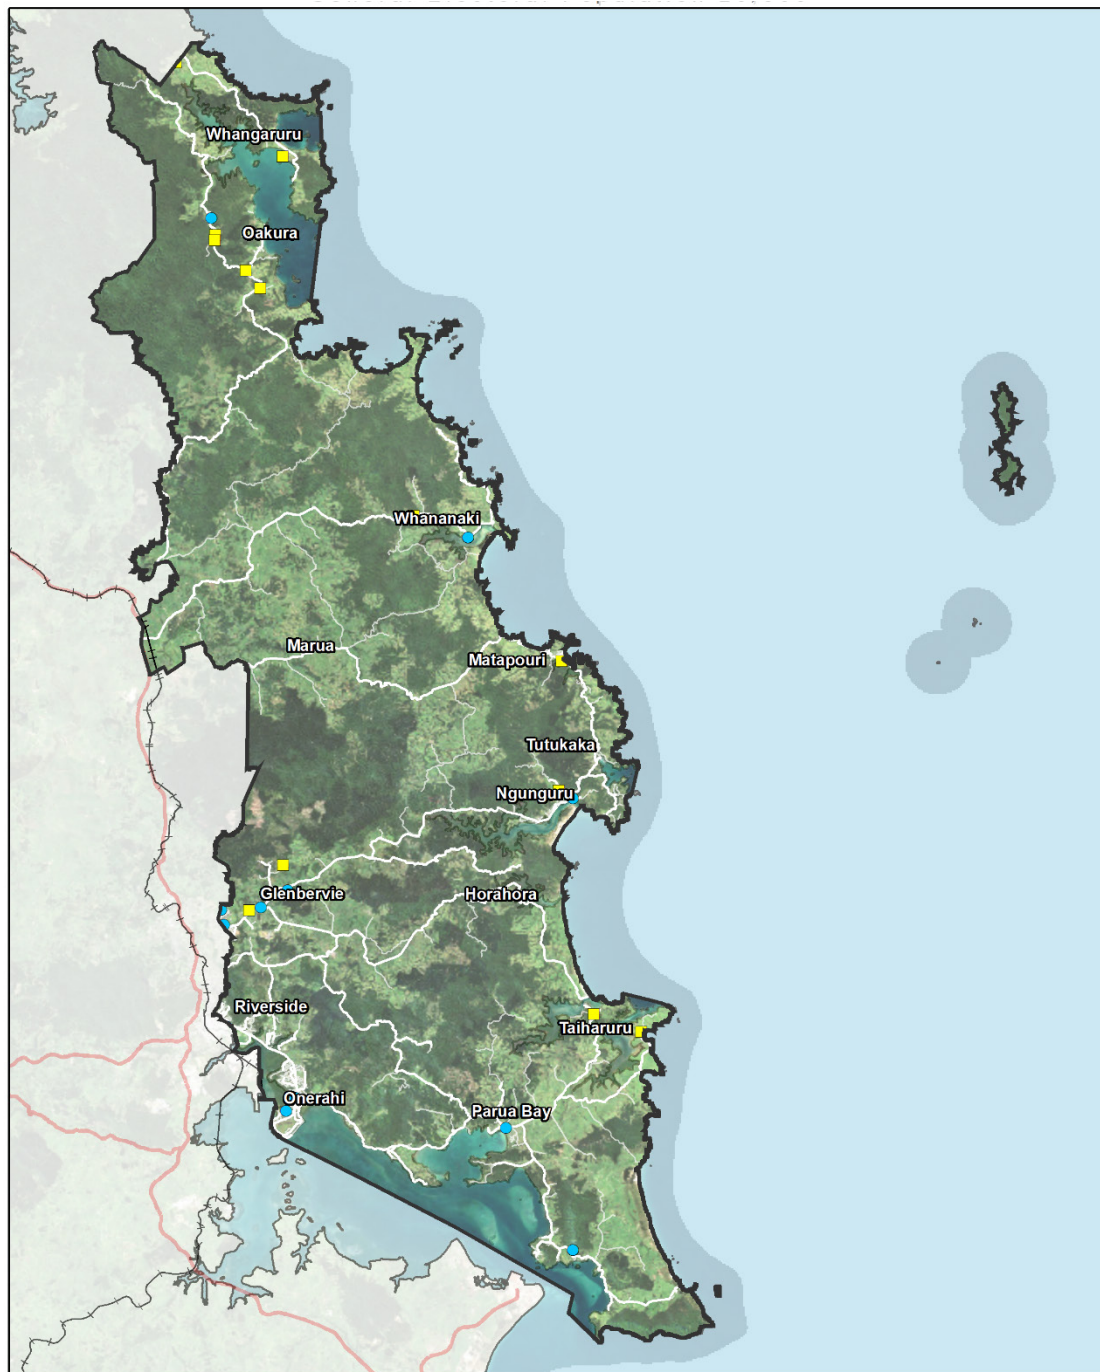 Whangaruru
Oakura
Whananaki
Marua
Matapouri
Tutukaka
Ngunguru
Glenbervie
Horahora
Riverside
Taiharuru
Onerahi
Parua Bay